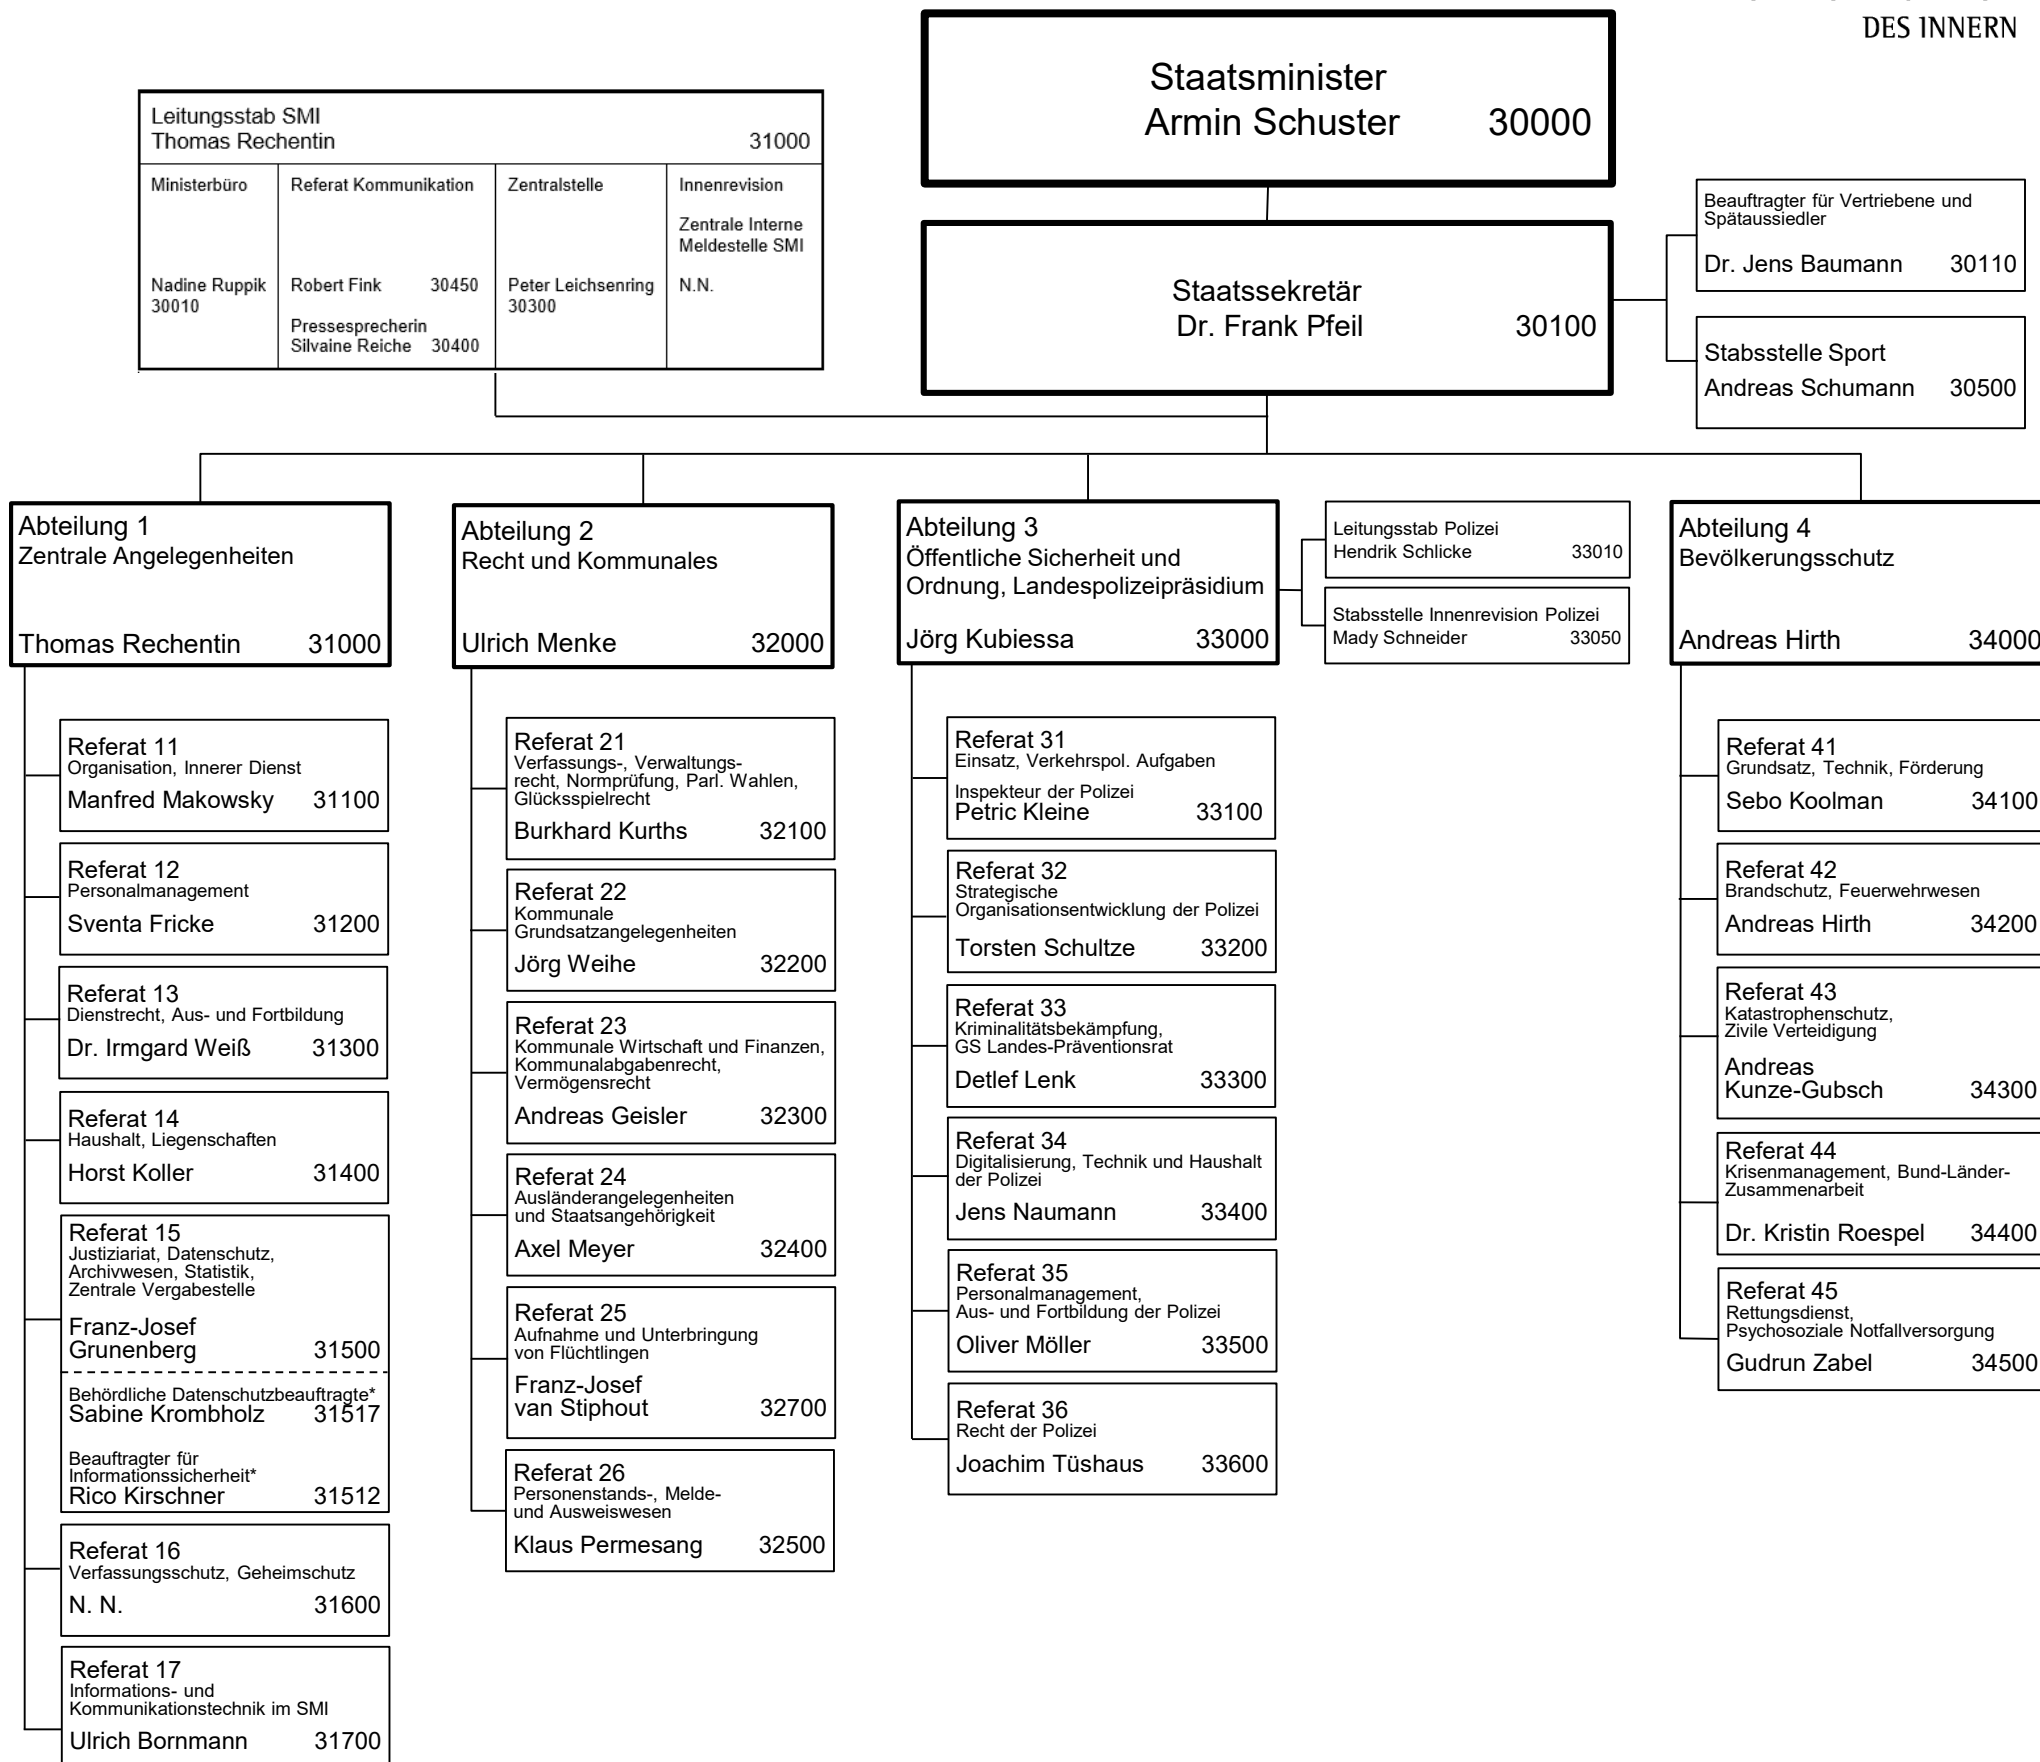 DES INNERN
Staatsminister
Armin Schuster 30000
Leitungsstab SMI
Thomas Rechentin 31000
Ministerbüro
Nadine Ruppik
30010
Referat Kommunikation
Robert Fink 30450
Pressesprecherin
Silvaine Reiche 30400
Zentralstelle
Peter Leichsenring
30300
Innenrevision
Zentrale Interne
Meldestelle SMI
N.N.
Staatssekretär
Dr. Frank Pfeil 30100
Beauftragter für Vertriebene und
Spätaussiedler
Dr. Jens Baumann 30110
Stabsstelle Sport
Andreas Schumann 30500
Abteilung 1
Zentrale Angelegenheiten
Thomas Rechentin 31000
Referat 11
Organisation, Innerer Dienst
Manfred Makowsky 31100
Referat 12
Personalmanagement
Sventa Fricke 31200
Referat 13
Dienstrecht, Aus- und Fortbildung
Dr. Irmgard Weiß 31300
Referat 14
Haushalt, Liegenschaften
Horst Koller 31400
Referat 15
Justiziariat, Datenschutz,
Archivwesen, Statistik,
Zentrale Vergabestelle
Franz-Josef
Grunenberg 31500
Behördliche Datenschutzbeauftragte*
Sabine Krombholz 31517
Beauftragter für
Informationssicherheit*
Rico Kirschner 31512
Referat 16
Verfassungsschutz, Geheimschutz
N. N. 31600
Referat 17
Informations- und
Kommunikationstechnik im SMI
Ulrich Bornmann 31700
Abteilung 2
Recht und Kommunales
Ulrich Menke 32000
Referat 21
Verfassungs-, Verwaltungs-
recht, Normprüfung, Parl. Wahlen,
Glücksspielrecht
Burkhard Kurths 32100
Referat 22
Kommunale
Grundsatzangelegenheiten
Jörg Weihe 32200
Referat 23
Kommunale Wirtschaft und Finanzen,
Kommunalabgabenrecht,
Vermögensrecht
Andreas Geisler 32300
Referat 24
Ausländerangelegenheiten
und Staatsangehörigkeit
Axel Meyer 32400
Referat 25
Aufnahme und Unterbringung
von Flüchtlingen
Franz-Josef
van Stiphout 32700
Referat 26
Personenstands-, Melde-
und Ausweiswesen
Klaus Permesang 32500
Abteilung 3
Öffentliche Sicherheit und
Ordnung, Landespolizeipräsidium
Jörg Kubiessa 33000
Leitungsstab Polizei
Hendrik Schlicke 33010
Stabsstelle Innenrevision Polizei
Mady Schneider 33050
Referat 31
Einsatz, Verkehrspol. Aufgaben
Inspekteur der Polizei
Petric Kleine 33100
Referat 32
Strategische
Organisationsentwicklung der Polizei
Torsten Schultze 33200
Referat 33
Kriminalitätsbekämpfung,
GS Landes-Präventionsrat
Detlef Lenk 33300
Referat 34
Digitalisierung, Technik und Haushalt
der Polizei
Jens Naumann 33400
Referat 35
Personalmanagement,
Aus- und Fortbildung der Polizei
Oliver Möller 33500
Referat 36
Recht der Polizei
Joachim Tüshaus 33600
Abteilung 4
Bevölkerungsschutz
Andreas Hirth 34000
Referat 41
Grundsatz, Technik, Förderung
Sebo Koolman 34100
Referat 42
Brandschutz, Feuerwehrwesen
Andreas Hirth 34200
Referat 43
Katastrophenschutz,
Zivile Verteidigung
Andreas
Kunze-Gubsch 34300
Referat 44
Krisenmanagement, Bund-Länder-
Zusammenarbeit
Dr. Kristin Roespel 34400
Referat 45
Rettungsdienst,
Psychosoziale Notfallversorgung
Gudrun Zabel 34500